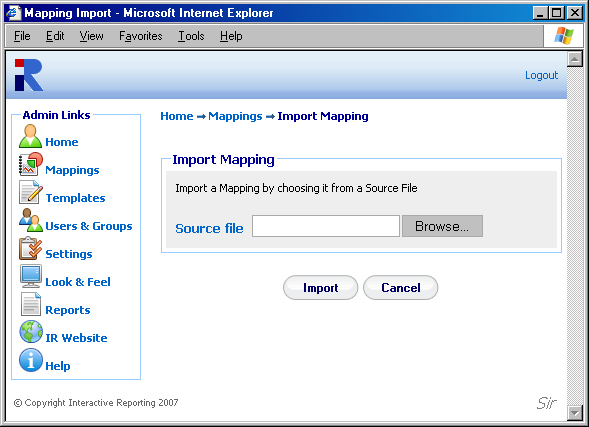 Mapping Import - Microsoft Internet Explorer
File Edit View Favorites Tools Help
R
Logout
Admin Links
Home
Mappings
Templates
Users & Groups
Settings
Look & Feel
Reports
IR Website
Help
Home ➞ Mappings ➞ Import Mapping
Import Mapping
Import a Mapping by choosing it from a Source File
Source file Browse...
Import Cancel
© Copyright Interactive Reporting 2007
Sir